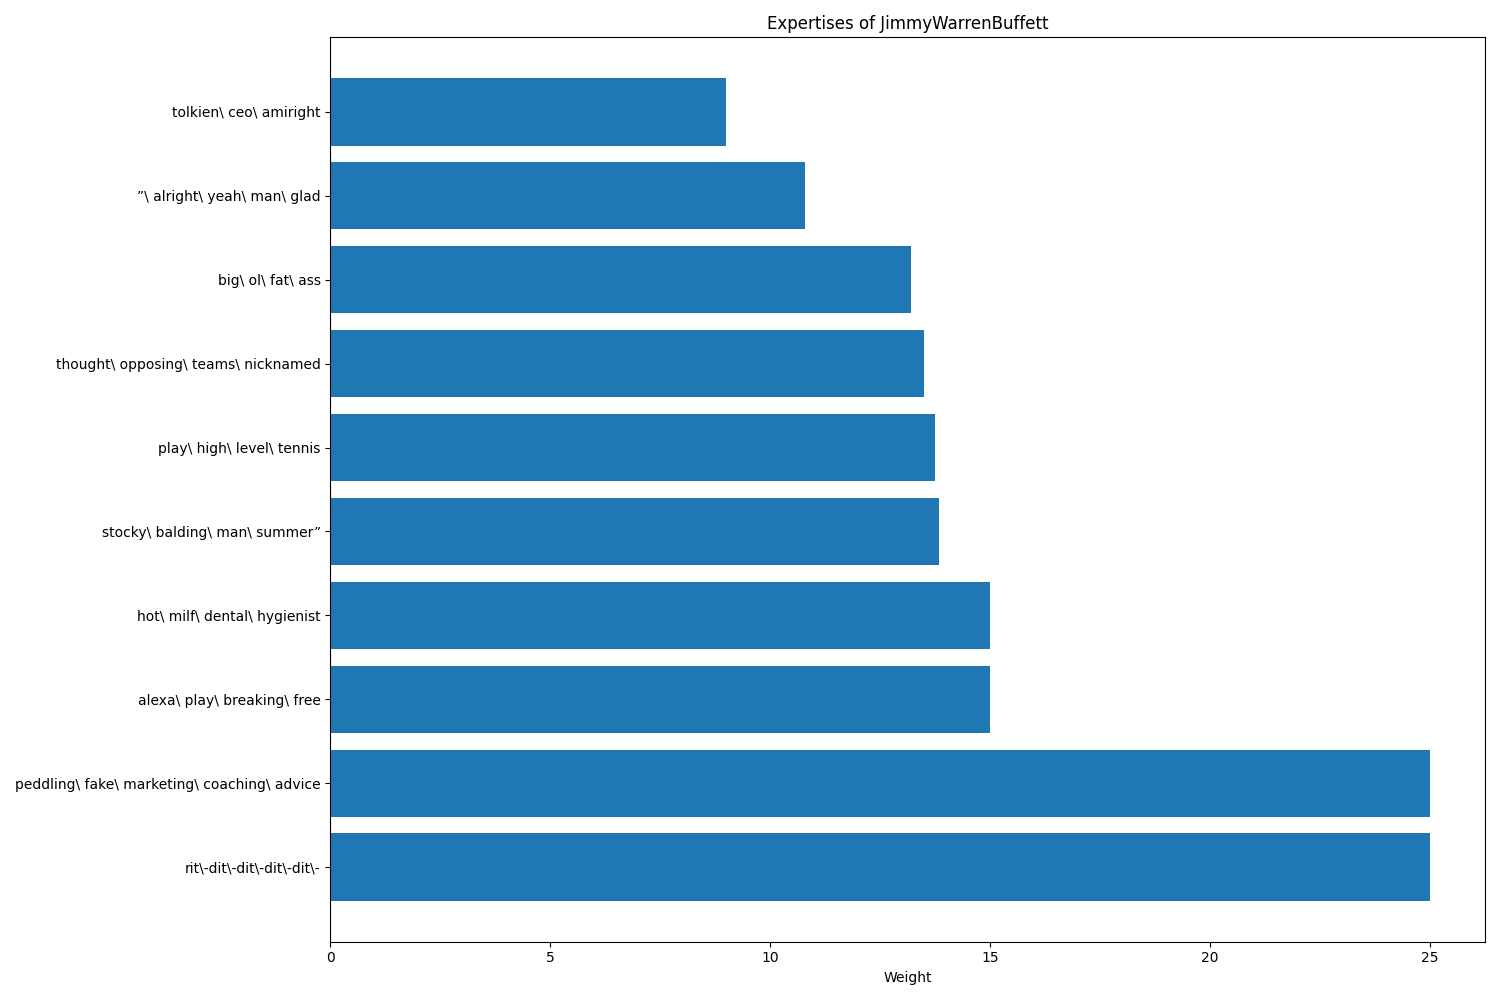 Expertises of JimmyWarrenBuffett
tolkien\ ceo\ amiright
”\ alright\ yeah\ man\ glad
big\ ol\ fat\ ass
thought\ opposing\ teams\ nicknamed
play\ high\ level\ tennis
stocky\ balding\ man\ summer”
hot\ milf\ dental\ hygienist
alexa\ play\ breaking\ free
peddling\ fake\ marketing\ coaching\ advice
rit\-dit\-dit\-dit\-dit\-
0 5 10 15 20 25
Weight